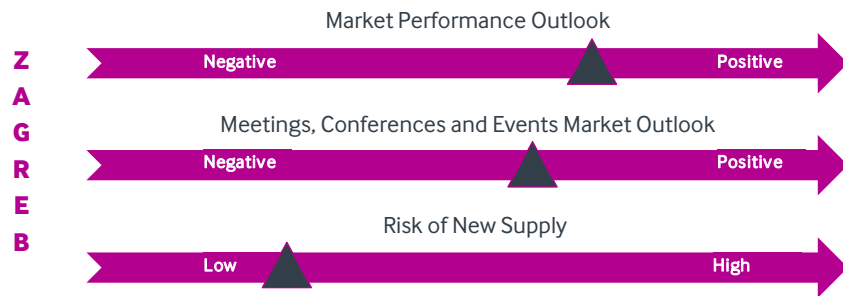 ZAGREB
Market Performance Outlook
Negative Positive
Meetings, Conferences and Events Market Outlook
Negative Positive
Risk of New Supply
Low High